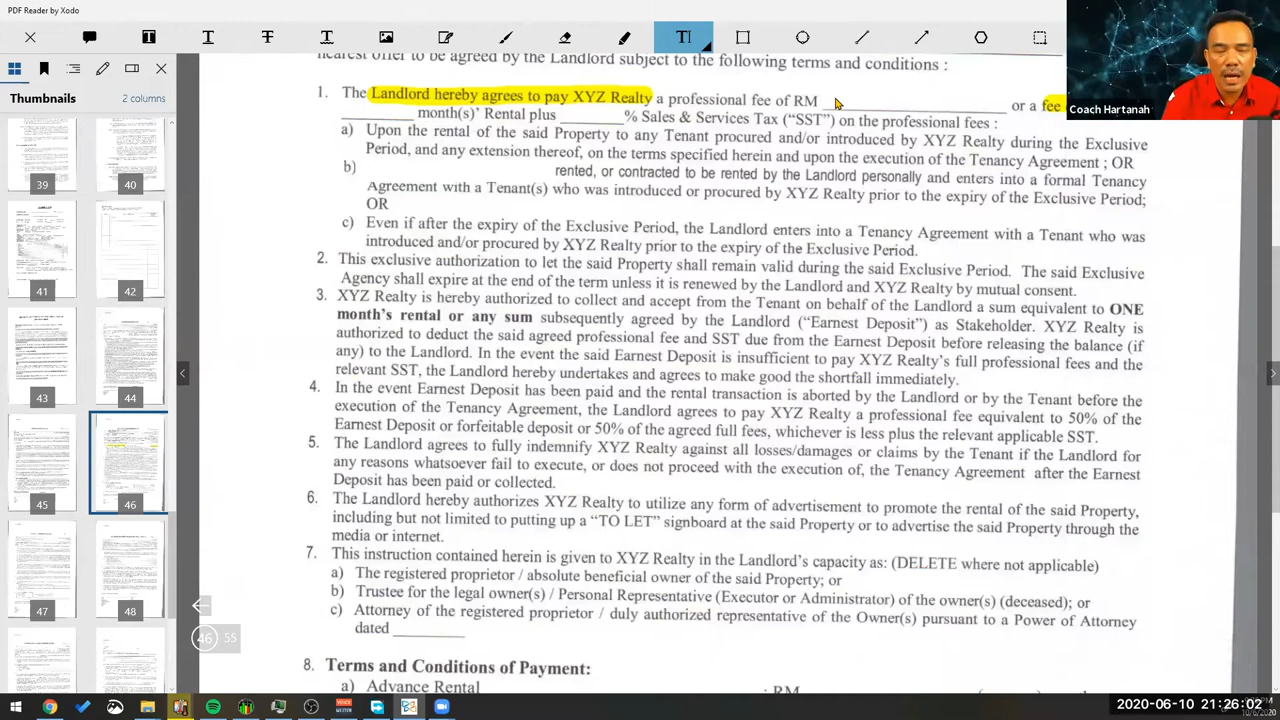 PDF Reader by Xodo
Thumbnails
2 columns
Coach Hartanah
nearest offer to be agreed by the Landlord subject to the following terms and conditions :
1. The Landlord hereby agrees to pay XYZ Realty a professional fee of RM ____ or a fee
____ month(s)' Rental plus ____% Sales & Services Tax ("SST") on the professional fees :
a) Upon the rental of the said Property to any Tenant procured and/or introduced by XYZ Realty during the Exclusive
Period, and any extension thereof, on the terms specified herein and upon the execution of the Tenancy Agreement ; OR
b) rented, or contracted to be rented by the Landlord personally and enters into a formal Tenancy
Agreement with a Tenant(s) who was introduced or procured by XYZ Realty prior to the expiry of the Exclusive Period;
OR
c) Even if after the expiry of the Exclusive Period, the Landlord enters into a Tenancy Agreement with a Tenant who was
introduced and/or procured by XYZ Realty prior to the expiry of the Exclusive Period.
2. This exclusive authorization to let the said Property shall remain valid during the said Exclusive Period. The said Exclusive
Agency shall expire at the end of the term unless it is renewed by the Landlord and XYZ Realty by mutual consent.
3. XYZ Realty is hereby authorized to collect and accept from the Tenant on behalf of the Landlord a sum equivalent to ONE
month's rental or any sum subsequently agreed by the Landlord ("Earnest Deposit") as Stakeholder. XYZ Realty is
authorized to deduct the said agreed professional fee and SST due from the Earnest Deposit before releasing the balance (if
any) to the Landlord. In the event the said Earnest Deposit is insufficient to pay XYZ Realty's full professional fees and the
relevant SST, the Landlord hereby undertakes and agrees to make good the shortfall immediately.
4. In the event Earnest Deposit has been paid and the rental transaction is aborted by the Landlord or by the Tenant before the
execution of the Tenancy Agreement, the Landlord agrees to pay XYZ Realty a professional fee equivalent to 50% of the
Earnest Deposit or forfeitable deposit or 50% of the agreed full fees, whichever is less plus the relevant applicable SST.
5. The Landlord agrees to fully indemnify XYZ Realty against all losses/damages or claims by the Tenant if the Landlord for
any reasons whatsoever fail to execute, or does not proceed with the execution of, the Tenancy Agreement after the Earnest
Deposit has been paid or collected.
6. The Landlord hereby authorizes XYZ Realty to utilize any form of advertisement to promote the rental of the said Property,
including but not limited to putting up a "TO LET" signboard at the said Property or to advertise the said Property through the
media or internet.
7. This instruction contained herein is given to XYZ Realty in the Landlord's capacity as: (DELETE where not applicable)
a) The registered proprietor / absolute beneficial owner of the said Property; or
b) Trustee for the legal owner(s) / Personal Representative (Executor or Administrator) of the owner(s) (deceased); or
c) Attorney of the registered proprietor / duly authorized representative of the Owner(s) pursuant to a Power of Attorney
dated ____
8. Terms and Conditions of Payment:
a) Advance Rental : RM
39 40
41 42
43 44
45 46
47 48
46 55
2020-06-10 21:26:02